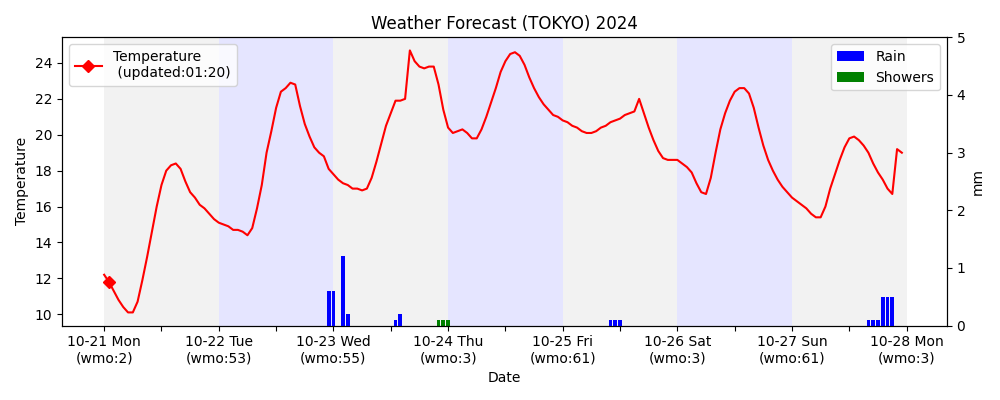 Weather Forecast (TOKYO) 2024
Temperature
(updated:01:20)
Rain
Showers
Temperature
24
22
20
18
16
14
12
10
5
4
3
2
1
0
mm
10-21 Mon
(wmo:2)
10-22 Tue
(wmo:53)
10-23 Wed
(wmo:55)
10-24 Thu
(wmo:3)
10-25 Fri
(wmo:61)
10-26 Sat
(wmo:3)
10-27 Sun
(wmo:61)
10-28 Mon
(wmo:3)
Date